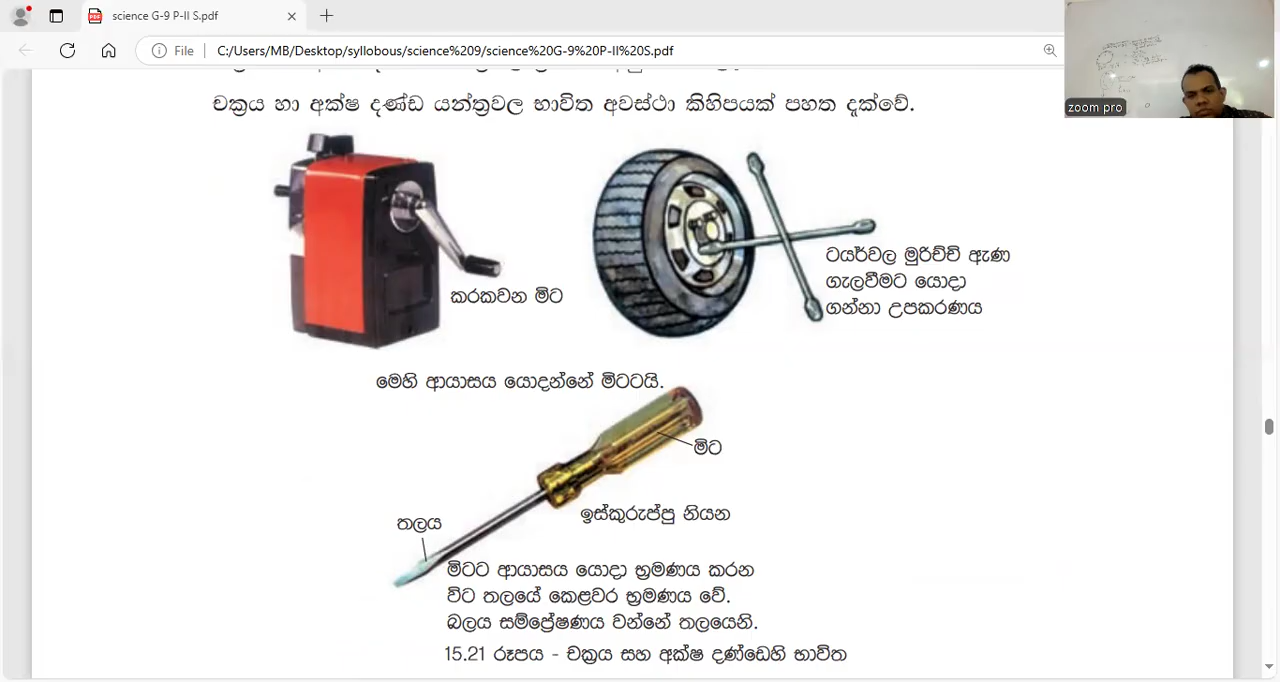 science G-9 P-II S.pdf
File
C:/Users/MB/Desktop/syllobous/science%209/science%20G-9%20P-II%20S.pdf
zoom pro
චක්‍රය හා අක්ෂ දණ්ඩ යන්ත්‍රවල භාවිත අවස්ථා කිහිපයක් පහත දැක්වේ.
කරකවන මිට
ටයර්වල මුරිච්චි ඇණ
ගැලවීමට යොදා
ගන්නා උපකරණය
මෙහි ආයාසය යොදන්නේ මිටටයි.
මිට
ඉස්කුරුප්පු නියන
තලය
මිටට ආයාසය යොදා භ්‍රමණය කරන
විට තලයේ කෙළවර භ්‍රමණය වේ.
බලය සම්ප්‍රේෂණය වන්නේ තලයෙනි.
15.21 රූපය - චක්‍රය සහ අක්ෂ දණ්ඩෙහි භාවිත